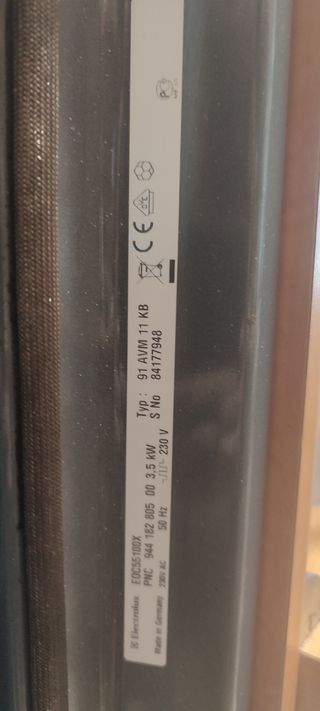 Electrolux
EOC55100X
PNC 944 182 805 00 3,5 kW
Typ : 91 AVM 11 KB
S No 84177948
Made in Germany 230V AC 50 Hz 230 V
CE